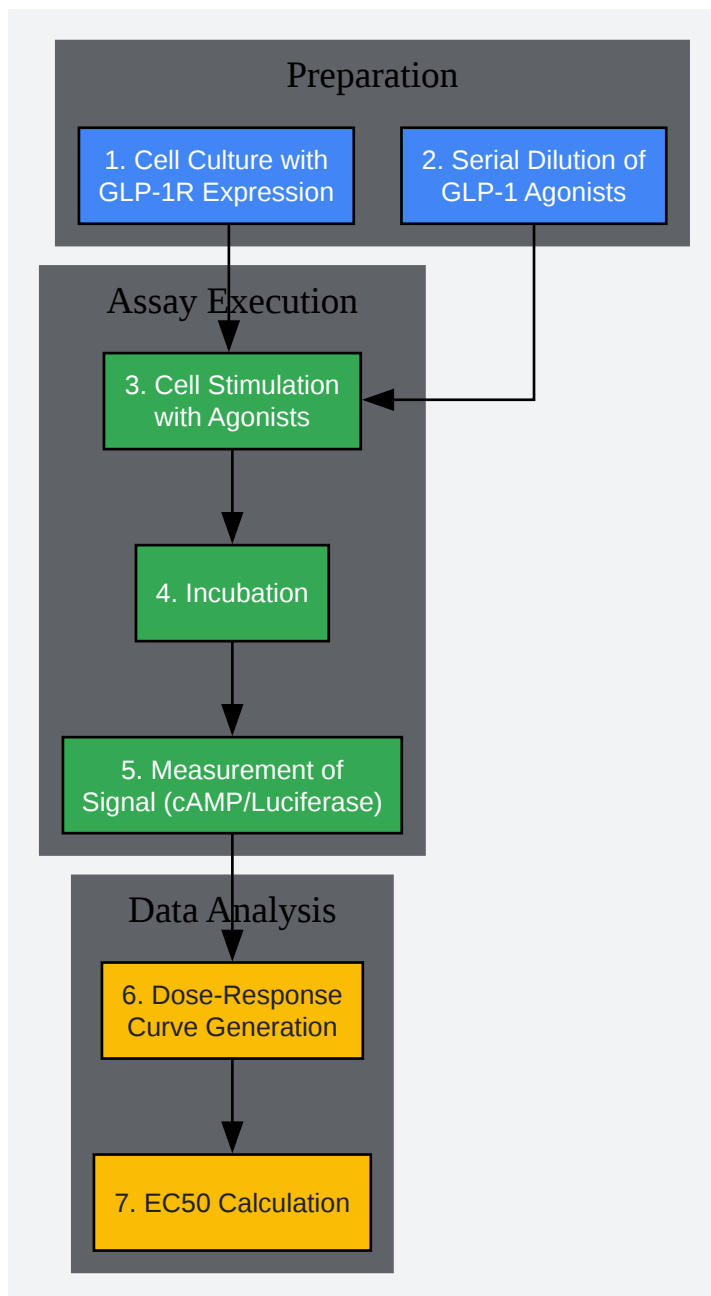 Preparation
1. Cell Culture with
GLP-1R Expression
2. Serial Dilution of
GLP-1 Agonists
Assay Execution
3. Cell Stimulation
with Agonists
4. Incubation
5. Measurement of
Signal (cAMP/Luciferase)
Data Analysis
6. Dose-Response
Curve Generation
7. EC50 Calculation